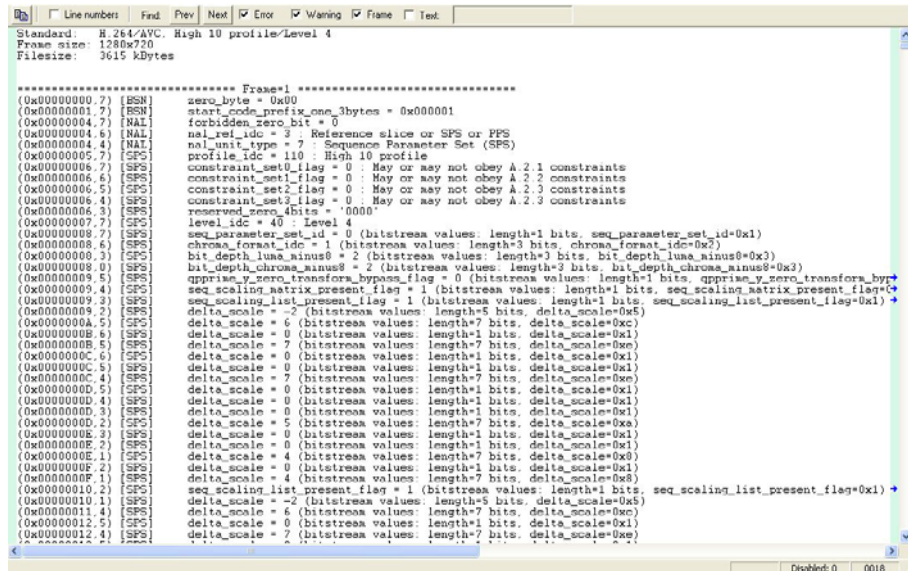 Line numbers Find: Prev Next Error Warning Frame Text:
Standard: H.264/AVC, High 10 profile/Level 4
Frame size: 1280x720
Filesize: 3615 kBytes
================================ Frame=1 ================================
(0x00000000,7) [BSN] zero_byte = 0x00
(0x00000001,7) [BSN] start_code_prefix_one_3bytes = 0x000001
(0x00000004,7) [NAL] forbidden_zero_bit = 0
(0x00000004,6) [NAL] nal_ref_idc = 3 : Reference slice or SPS or PPS
(0x00000004,4) [NAL] nal_unit_type = 7 : Sequence Parameter Set (SPS)
(0x00000005,7) [SPS] profile_idc = 110 : High 10 profile
(0x00000006,7) [SPS] constraint_set0_flag = 0 : May or may not obey A.2.1 constraints
(0x00000006,6) [SPS] constraint_set1_flag = 0 : May or may not obey A.2.2 constraints
(0x00000006,5) [SPS] constraint_set2_flag = 0 : May or may not obey A.2.3 constraints
(0x00000006,4) [SPS] constraint_set3_flag = 0 : May or may not obey A.2.3 constraints
(0x00000006,3) [SPS] reserved_zero_4bits = '0000'
(0x00000007,7) [SPS] level_idc = 40 : Level 4
(0x00000008,7) [SPS] seq_parameter_set_id = 0 (bitstream values: length=1 bits, seq_parameter_set_id=0x1)
(0x00000008,6) [SPS] chroma_format_idc = 1 (bitstream values: length=3 bits, chroma_format_idc=0x2)
(0x00000008,3) [SPS] bit_depth_luma_minus8 = 2 (bitstream values: length=3 bits, bit_depth_luma_minus8=0x3)
(0x00000008,0) [SPS] bit_depth_chroma_minus8 = 2 (bitstream values: length=3 bits, bit_depth_chroma_minus8=0x3)
(0x00000009,5) [SPS] qpprime_y_zero_transform_bypass_flag = 0 (bitstream values: length=1 bits, qpprime_y_zero_transform_byp
(0x00000009,4) [SPS] seq_scaling_matrix_present_flag = 1 (bitstream values: length=1 bits, seq_scaling_matrix_present_flag=0
(0x00000009,3) [SPS] seq_scaling_list_present_flag = 1 (bitstream values: length=1 bits, seq_scaling_list_present_flag=0x1)
(0x00000009,2) [SPS] delta_scale = -2 (bitstream values: length=5 bits, delta_scale=0x5)
(0x0000000A,5) [SPS] delta_scale = 6 (bitstream values: length=7 bits, delta_scale=0xc)
(0x0000000B,6) [SPS] delta_scale = 0 (bitstream values: length=1 bits, delta_scale=0x1)
(0x0000000B,5) [SPS] delta_scale = 7 (bitstream values: length=7 bits, delta_scale=0xe)
(0x0000000C,6) [SPS] delta_scale = 0 (bitstream values: length=1 bits, delta_scale=0x1)
(0x0000000C,5) [SPS] delta_scale = 0 (bitstream values: length=1 bits, delta_scale=0x1)
(0x0000000C,4) [SPS] delta_scale = 7 (bitstream values: length=7 bits, delta_scale=0xe)
(0x0000000D,5) [SPS] delta_scale = 0 (bitstream values: length=1 bits, delta_scale=0x1)
(0x0000000D,4) [SPS] delta_scale = 0 (bitstream values: length=1 bits, delta_scale=0x1)
(0x0000000D,3) [SPS] delta_scale = 0 (bitstream values: length=1 bits, delta_scale=0x1)
(0x0000000D,2) [SPS] delta_scale = 5 (bitstream values: length=7 bits, delta_scale=0xa)
(0x0000000E,3) [SPS] delta_scale = 0 (bitstream values: length=1 bits, delta_scale=0x1)
(0x0000000E,2) [SPS] delta_scale = 0 (bitstream values: length=1 bits, delta_scale=0x1)
(0x0000000E,1) [SPS] delta_scale = 4 (bitstream values: length=7 bits, delta_scale=0x8)
(0x0000000F,2) [SPS] delta_scale = 0 (bitstream values: length=1 bits, delta_scale=0x1)
(0x0000000F,1) [SPS] delta_scale = 4 (bitstream values: length=7 bits, delta_scale=0x8)
(0x00000010,2) [SPS] seq_scaling_list_present_flag = 1 (bitstream values: length=1 bits, seq_scaling_list_present_flag=0x1)
(0x00000010,1) [SPS] delta_scale = -2 (bitstream values: length=5 bits, delta_scale=0x5)
(0x00000011,4) [SPS] delta_scale = 6 (bitstream values: length=7 bits, delta_scale=0xc)
(0x00000012,5) [SPS] delta_scale = 0 (bitstream values: length=1 bits, delta_scale=0x1)
(0x00000012,4) [SPS] delta_scale = 7 (bitstream values: length=7 bits, delta_scale=0xe)
Disabled: 0 0018